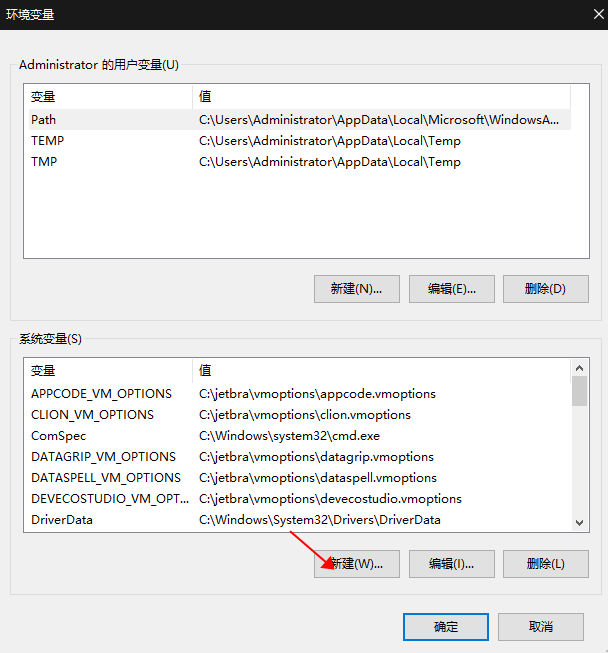 环境变量
Administrator 的用户变量(U)
变量 值
Path C:\Users\Administrator\AppData\Local\Microsoft\WindowsA...
TEMP C:\Users\Administrator\AppData\Local\Temp
TMP C:\Users\Administrator\AppData\Local\Temp
新建(N)... 编辑(E)... 删除(D)
系统变量(S)
变量 值
APPCODE_VM_OPTIONS C:\jetbra\vmoptions\appcode.vmoptions
CLION_VM_OPTIONS C:\jetbra\vmoptions\clion.vmoptions
ComSpec C:\Windows\system32\cmd.exe
DATAGRIP_VM_OPTIONS C:\jetbra\vmoptions\datagrip.vmoptions
DATASPELL_VM_OPTIONS C:\jetbra\vmoptions\dataspell.vmoptions
DEVECOSTUDIO_VM_OPT... C:\jetbra\vmoptions\devecostudio.vmoptions
DriverData C:\Windows\System32\Drivers\DriverData
新建(W)... 编辑(I)... 删除(L)
确定 取消